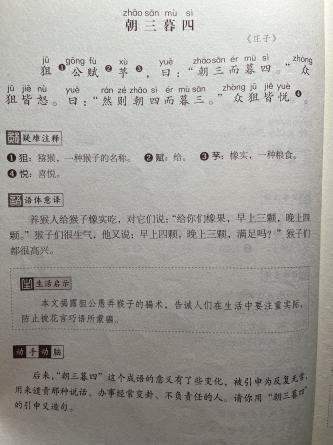 zhāo sān mù sì
朝三暮四
《庄子》
jū gōng fù xù yuē zhāo sān ér mù sì zhòng
狙❶公赋❷芧❸，曰：“朝三而暮四。”众
jū jiē nù yuē rán zé zhāo sì ér mù sān zhòng jū jiē yuè
狙皆怒。曰：“然则朝四而暮三。”众狙皆悦❹。
疑难注释
❶狙：猕猴，一种猴子的名称。 ❷赋：给。 ❸芧：橡实，一种粮食。
❹悦：喜悦。
语体意译
养猴人给猴子橡实吃，对它们说：“给你们橡果，早上三颗，晚上四
颗。”猴子们很生气，他又说：早上四颗，晚上三颗，满足吗？”猴子们
都很高兴。
生活启示
本文揭露狙公愚弄猴子的骗术，告诫人们在生活中要注重实际，
防止被花言巧语所蒙骗。
动手动脑
后来，“朝三暮四”这个成语的意义有了些变化，被引申为反复无常，
用来谴责那种说话、办事经常变卦、不负责任的人。请你用“朝三暮四”
的引申义造句。